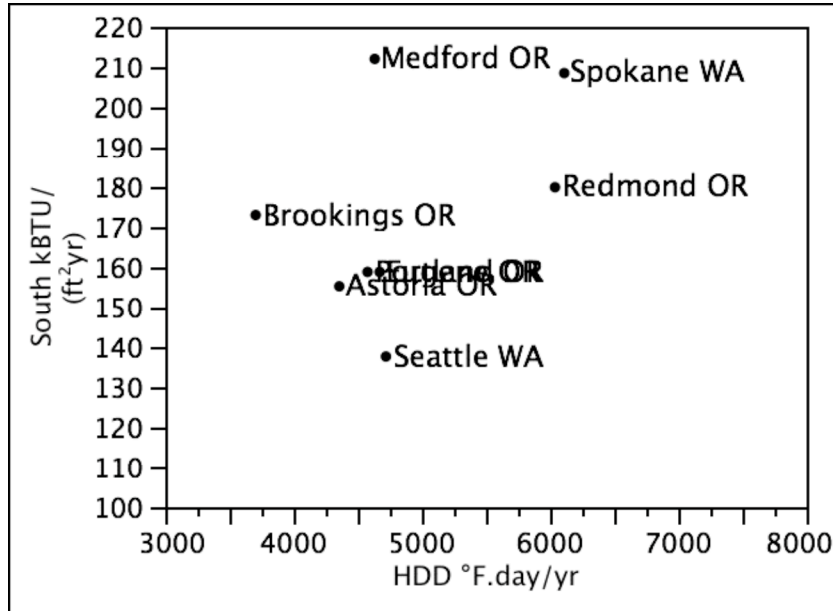 220
210
200
190
180
170
160
150
140
130
120
110
100
South kBTU/
(ft²yr)
Medford OR
Spokane WA
Redmond OR
Brookings OR
Astoria OR
Seattle WA
3000 4000 5000 6000 7000 8000
HDD °F.day/yr